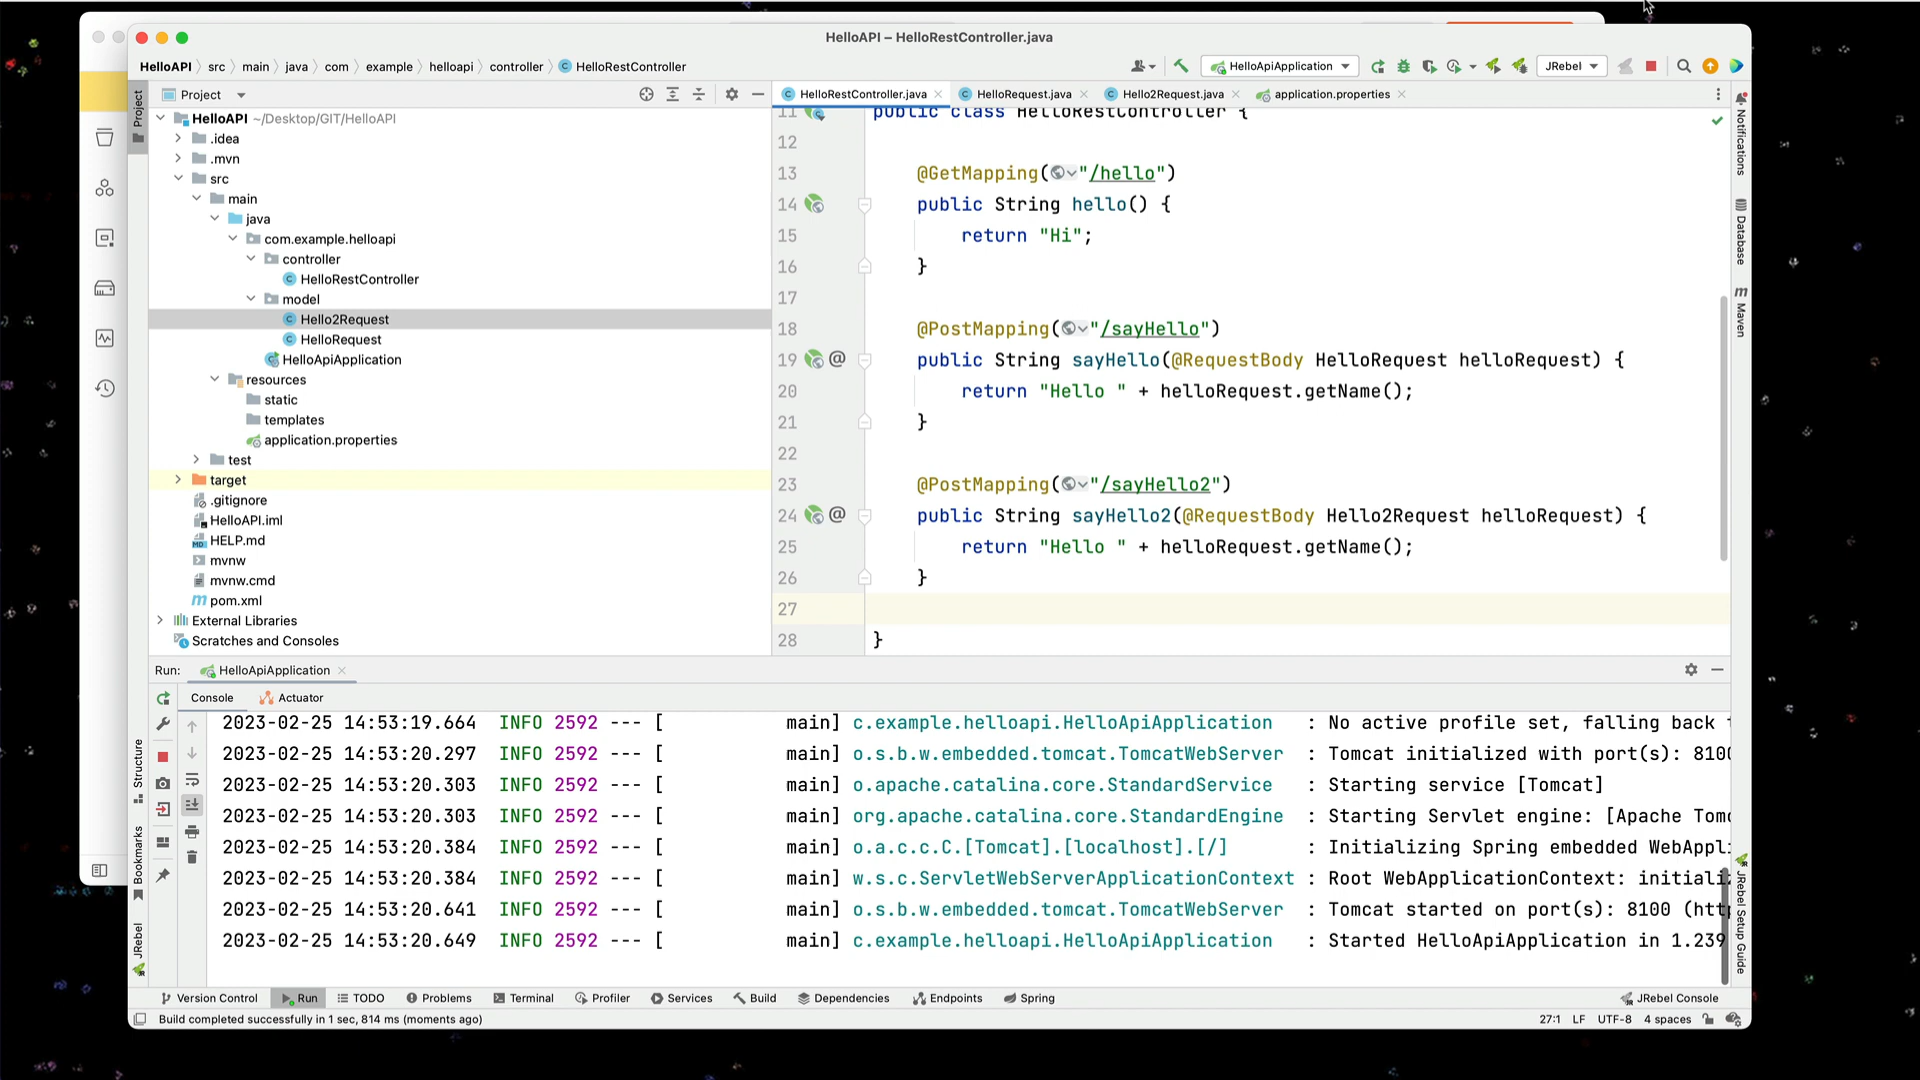 HelloAPI – HelloRestController.java
HelloAPI src main java com example helloapi controller HelloRestController
HelloApiApplication
JRebel
Project
Project
HelloRestController.java
HelloRequest.java
Hello2Request.java
application.properties
HelloAPI ~/Desktop/GIT/HelloAPI
.idea
.mvn
src
main
java
com.example.helloapi
controller
HelloRestController
model
Hello2Request
HelloRequest
HelloApiApplication
resources
static
templates
application.properties
test
target
.gitignore
HelloAPI.iml
HELP.md
mvnw
mvnw.cmd
pom.xml
External Libraries
Scratches and Consoles
11 public class HelloRestController {
12
13 @GetMapping("/hello")
14 public String hello() {
15 return "Hi";
16 }
17
18 @PostMapping("/sayHello")
19 @ public String sayHello(@RequestBody HelloRequest helloRequest) {
20 return "Hello " + helloRequest.getName();
21 }
22
23 @PostMapping("/sayHello2")
24 @ public String sayHello2(@RequestBody Hello2Request helloRequest) {
25 return "Hello " + helloRequest.getName();
26 }
27
28 }
Notifications
Database
Maven
Run: HelloApiApplication
Console
Actuator
2023-02-25 14:53:19.664 INFO 2592 --- [ main] c.example.helloapi.HelloApiApplication : No active profile set, falling back
2023-02-25 14:53:20.297 INFO 2592 --- [ main] o.s.b.w.embedded.tomcat.TomcatWebServer : Tomcat initialized with port(s): 8100
2023-02-25 14:53:20.303 INFO 2592 --- [ main] o.apache.catalina.core.StandardService : Starting service [Tomcat]
2023-02-25 14:53:20.303 INFO 2592 --- [ main] org.apache.catalina.core.StandardEngine : Starting Servlet engine: [Apache Tomc
2023-02-25 14:53:20.384 INFO 2592 --- [ main] o.a.c.c.C.[Tomcat].[localhost].[/] : Initializing Spring embedded WebAppl
2023-02-25 14:53:20.384 INFO 2592 --- [ main] w.s.c.ServletWebServerApplicationContext : Root WebApplicationContext: initiali
2023-02-25 14:53:20.641 INFO 2592 --- [ main] o.s.b.w.embedded.tomcat.TomcatWebServer : Tomcat started on port(s): 8100 (htt
2023-02-25 14:53:20.649 INFO 2592 --- [ main] c.example.helloapi.HelloApiApplication : Started HelloApiApplication in 1.239
Structure
Bookmarks
JRebel
JRebel Setup Guide
Version Control
Run
TODO
Problems
Terminal
Profiler
Services
Build
Dependencies
Endpoints
Spring
JRebel Console
Build completed successfully in 1 sec, 814 ms (moments ago)
27:1 LF UTF-8 4 spaces